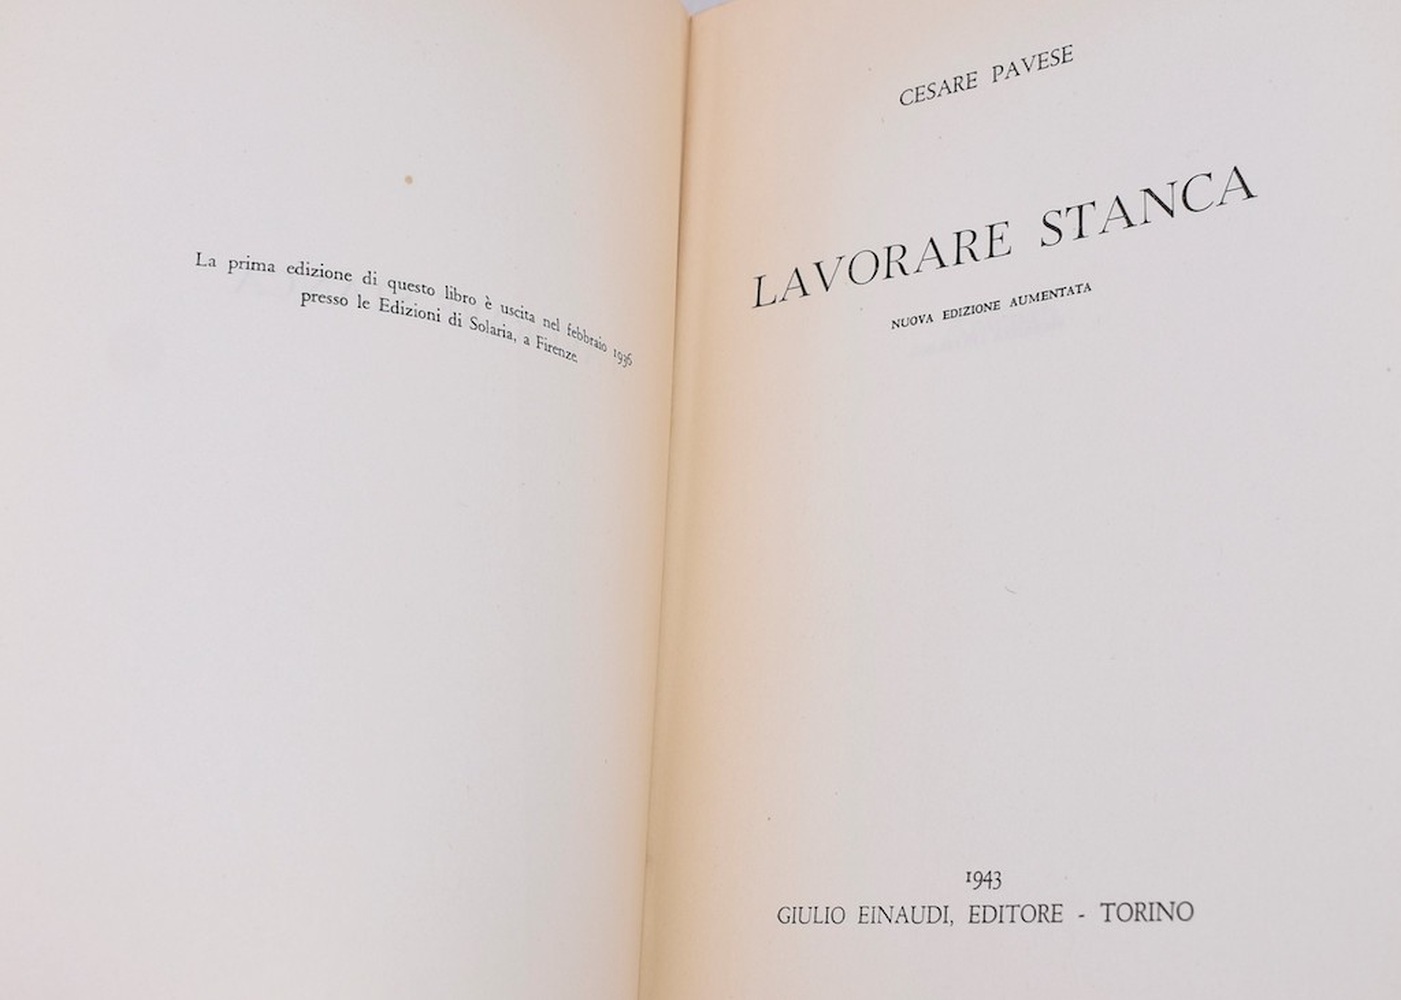 La prima edizione di questo libro è uscita nel febbraio 1936
presso le Edizioni di Solaria, a Firenze.
CESARE PAVESE
LAVORARE STANCA
NUOVA EDIZIONE AUMENTATA
1943
GIULIO EINAUDI, EDITORE - TORINO